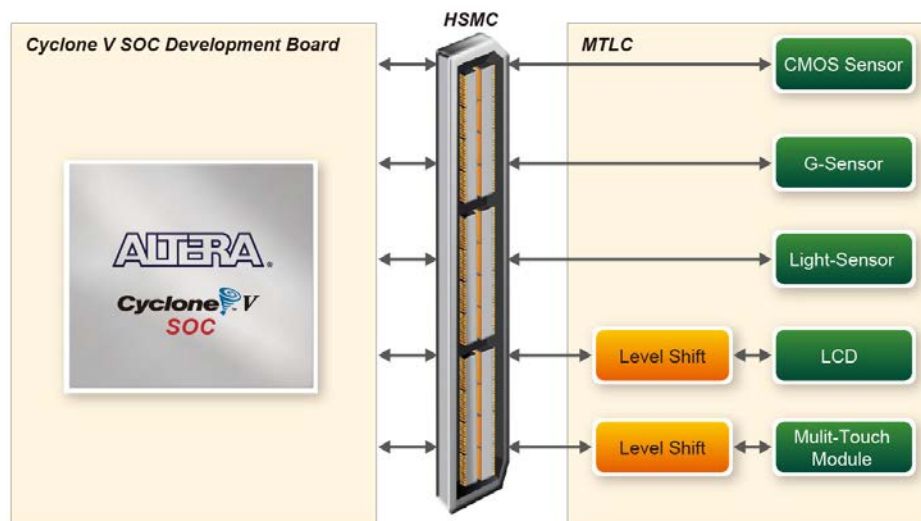 HSMC
Cyclone V SOC Development Board
MTLC
CMOS Sensor
G-Sensor
ALTERA®
Light-Sensor
Cyclone™ V
SOC
Level Shift
LCD
Level Shift
Mulit-Touch
Module